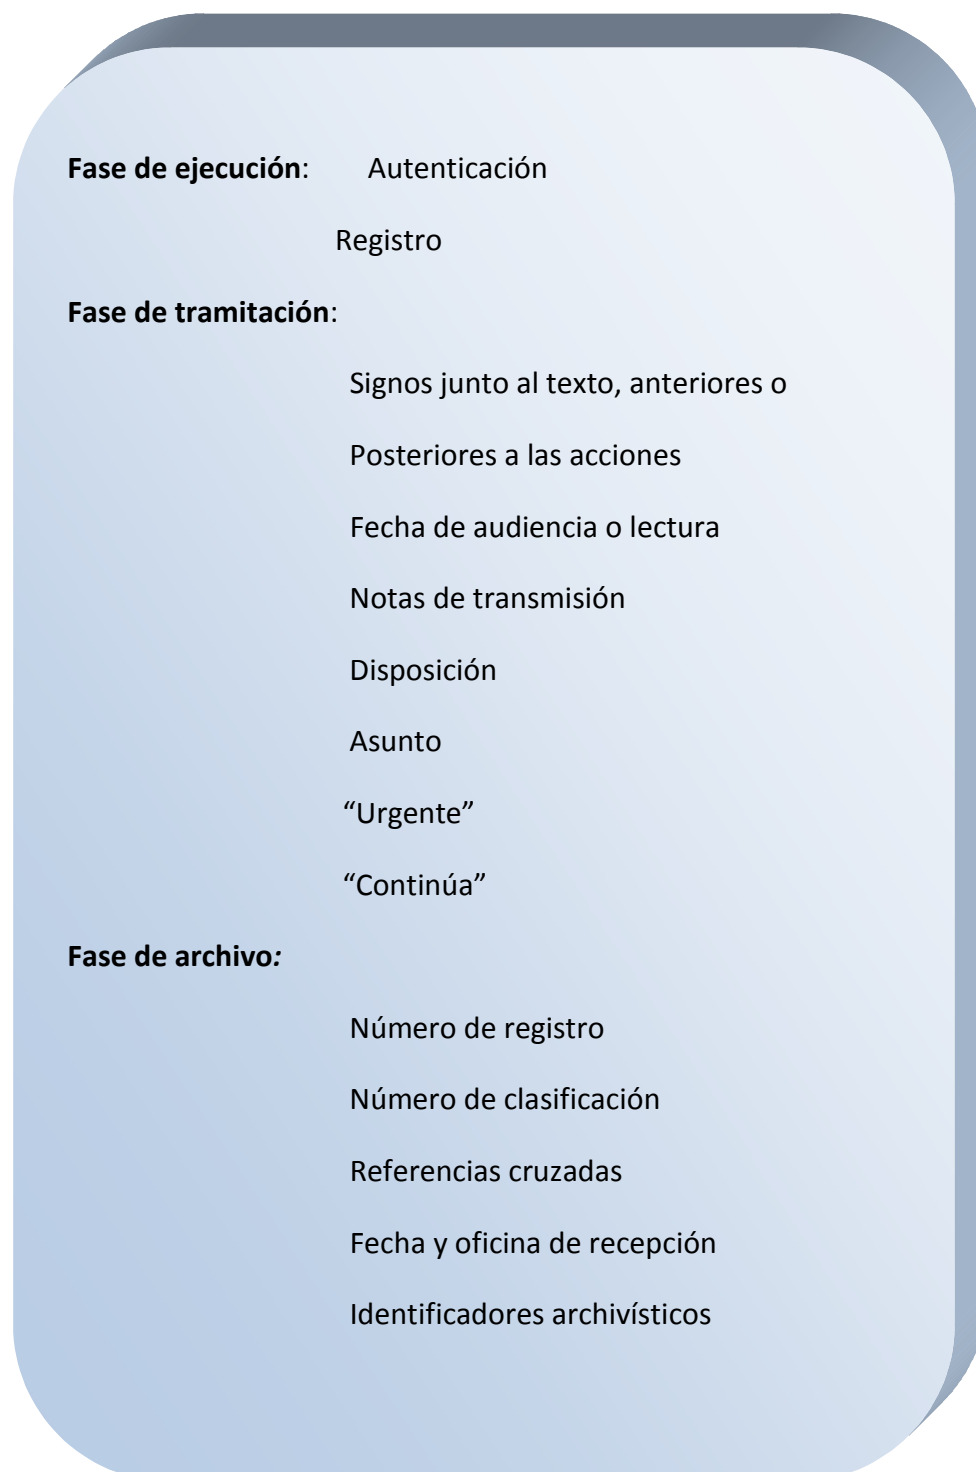 Fase de ejecución: Autenticación
Registro
Fase de tramitación:
Signos junto al texto, anteriores o
Posteriores a las acciones
Fecha de audiencia o lectura
Notas de transmisión
Disposición
Asunto
“Urgente”
“Continúa”
Fase de archivo:
Número de registro
Número de clasificación
Referencias cruzadas
Fecha y oficina de recepción
Identificadores archivísticos